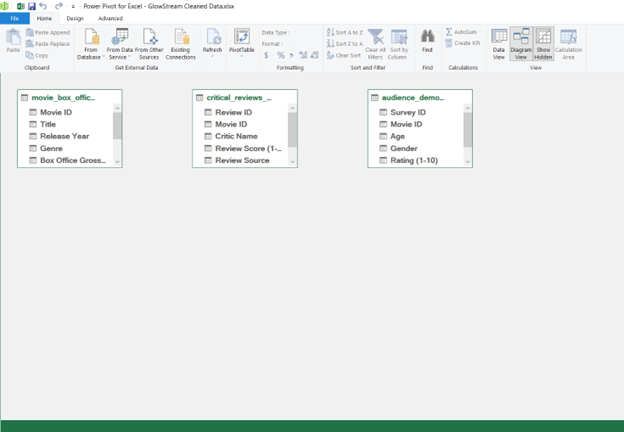 Power Pivot for Excel - GlowStream Cleaned Data.xlsx
File Home Design Advanced
Paste
Paste Append
Paste Replace
Copy
Clipboard
From Database
From Data Service
From Other Sources
Existing Connections
Get External Data
Refresh
PivotTable
Data Type :
Format :
$ % ,
Formatting
Sort A to Z
Sort Z to A
Clear Sort
Clear All Filters
Sort by Column
Sort and Filter
Find
Find
AutoSum
Create KPI
Calculations
Data View
Diagram View
Show Hidden
Calculation Area
View
movie_box_offic...
Movie ID
Title
Release Year
Genre
Box Office Gross...
critical_reviews_...
Review ID
Movie ID
Critic Name
Review Score (1-...
Review Source
audience_demo...
Survey ID
Movie ID
Age
Gender
Rating (1-10)